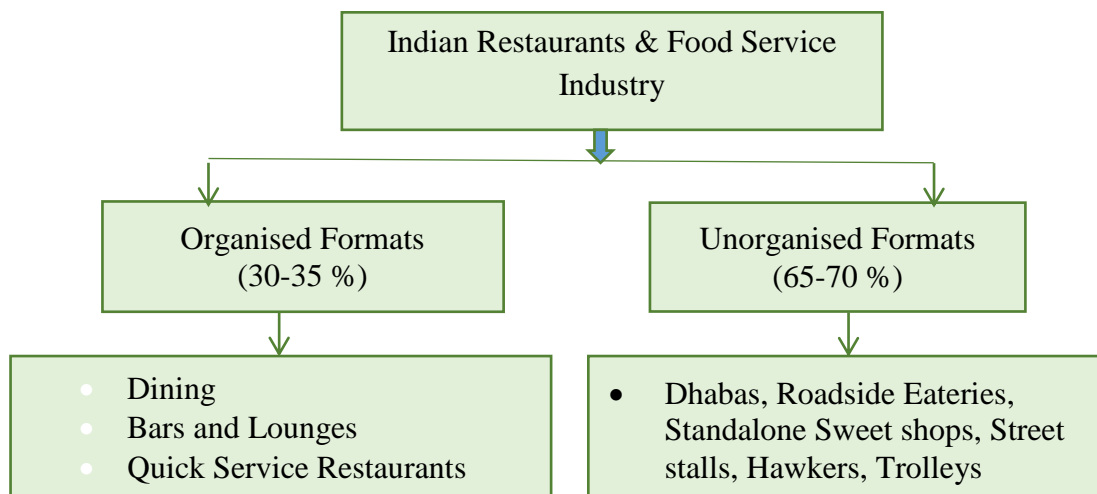 Indian Restaurants & Food Service
Industry
Organised Formats
(30-35 %)
Unorganised Formats
(65-70 %)
• Dining
• Bars and Lounges
• Quick Service Restaurants
• Dhabas, Roadside Eateries,
Standalone Sweet shops, Street
stalls, Hawkers, Trolleys